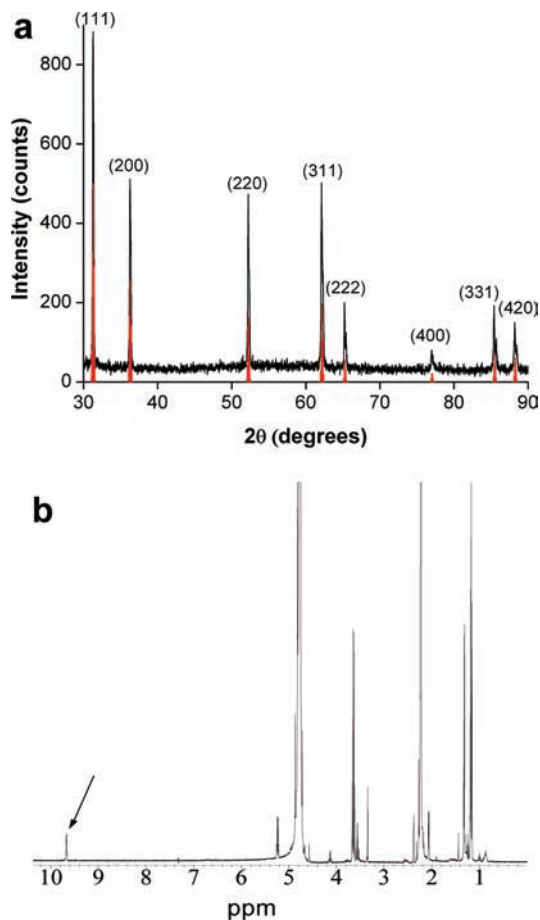 a
(111)
(200)
(220)
(311)
(222)
(400)
(331)
(420)
800
600
400
200
0
Intensity (counts)
30 40 50 60 70 80 90
2θ (degrees)
b
10 9 8 7 6 5 4 3 2 1
ppm